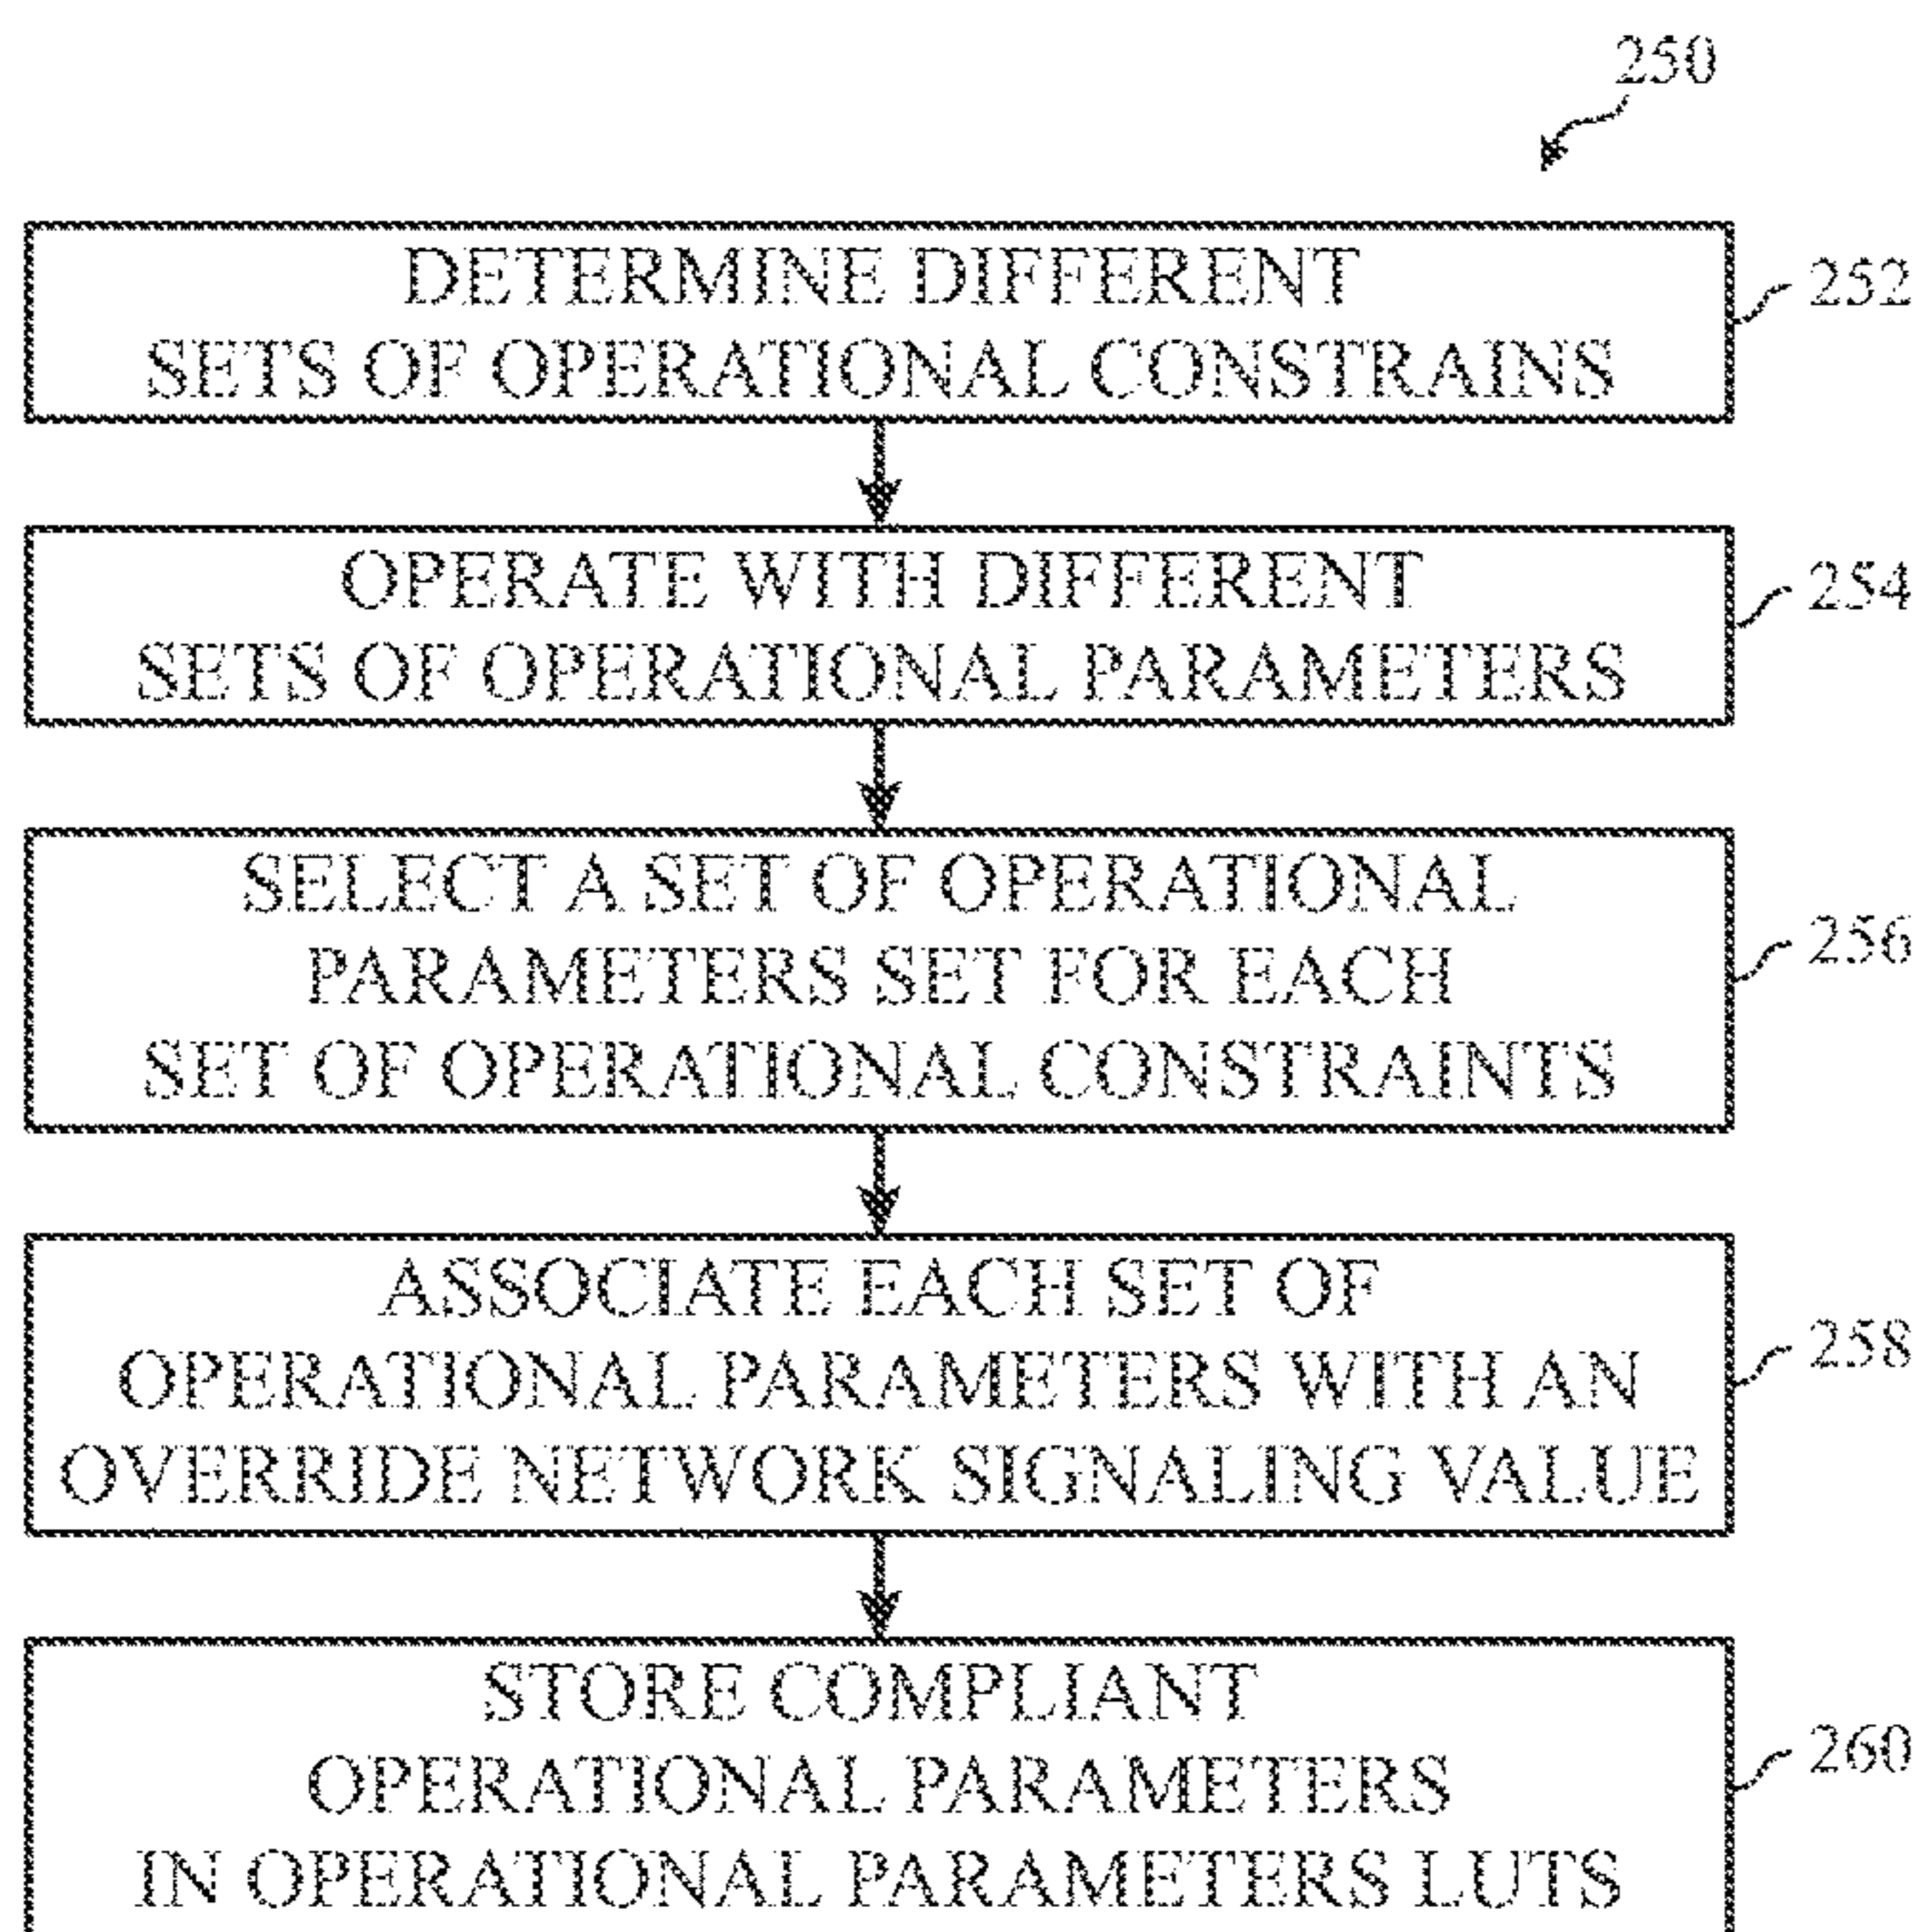 250
DETERMINE DIFFERENT
SETS OF OPERATIONAL CONSTRAINS
252
OPERATE WITH DIFFERENT
SETS OF OPERATIONAL PARAMETERS
254
SELECT A SET OF OPERATIONAL
PARAMETERS SET FOR EACH
SET OF OPERATIONAL CONSTRAINTS
256
ASSOCIATE EACH SET OF
OPERATIONAL PARAMETERS WITH AN
OVERRIDE NETWORK SIGNALING VALUE
258
STORE COMPLIANT
OPERATIONAL PARAMETERS
IN OPERATIONAL PARAMETERS LUTS
260